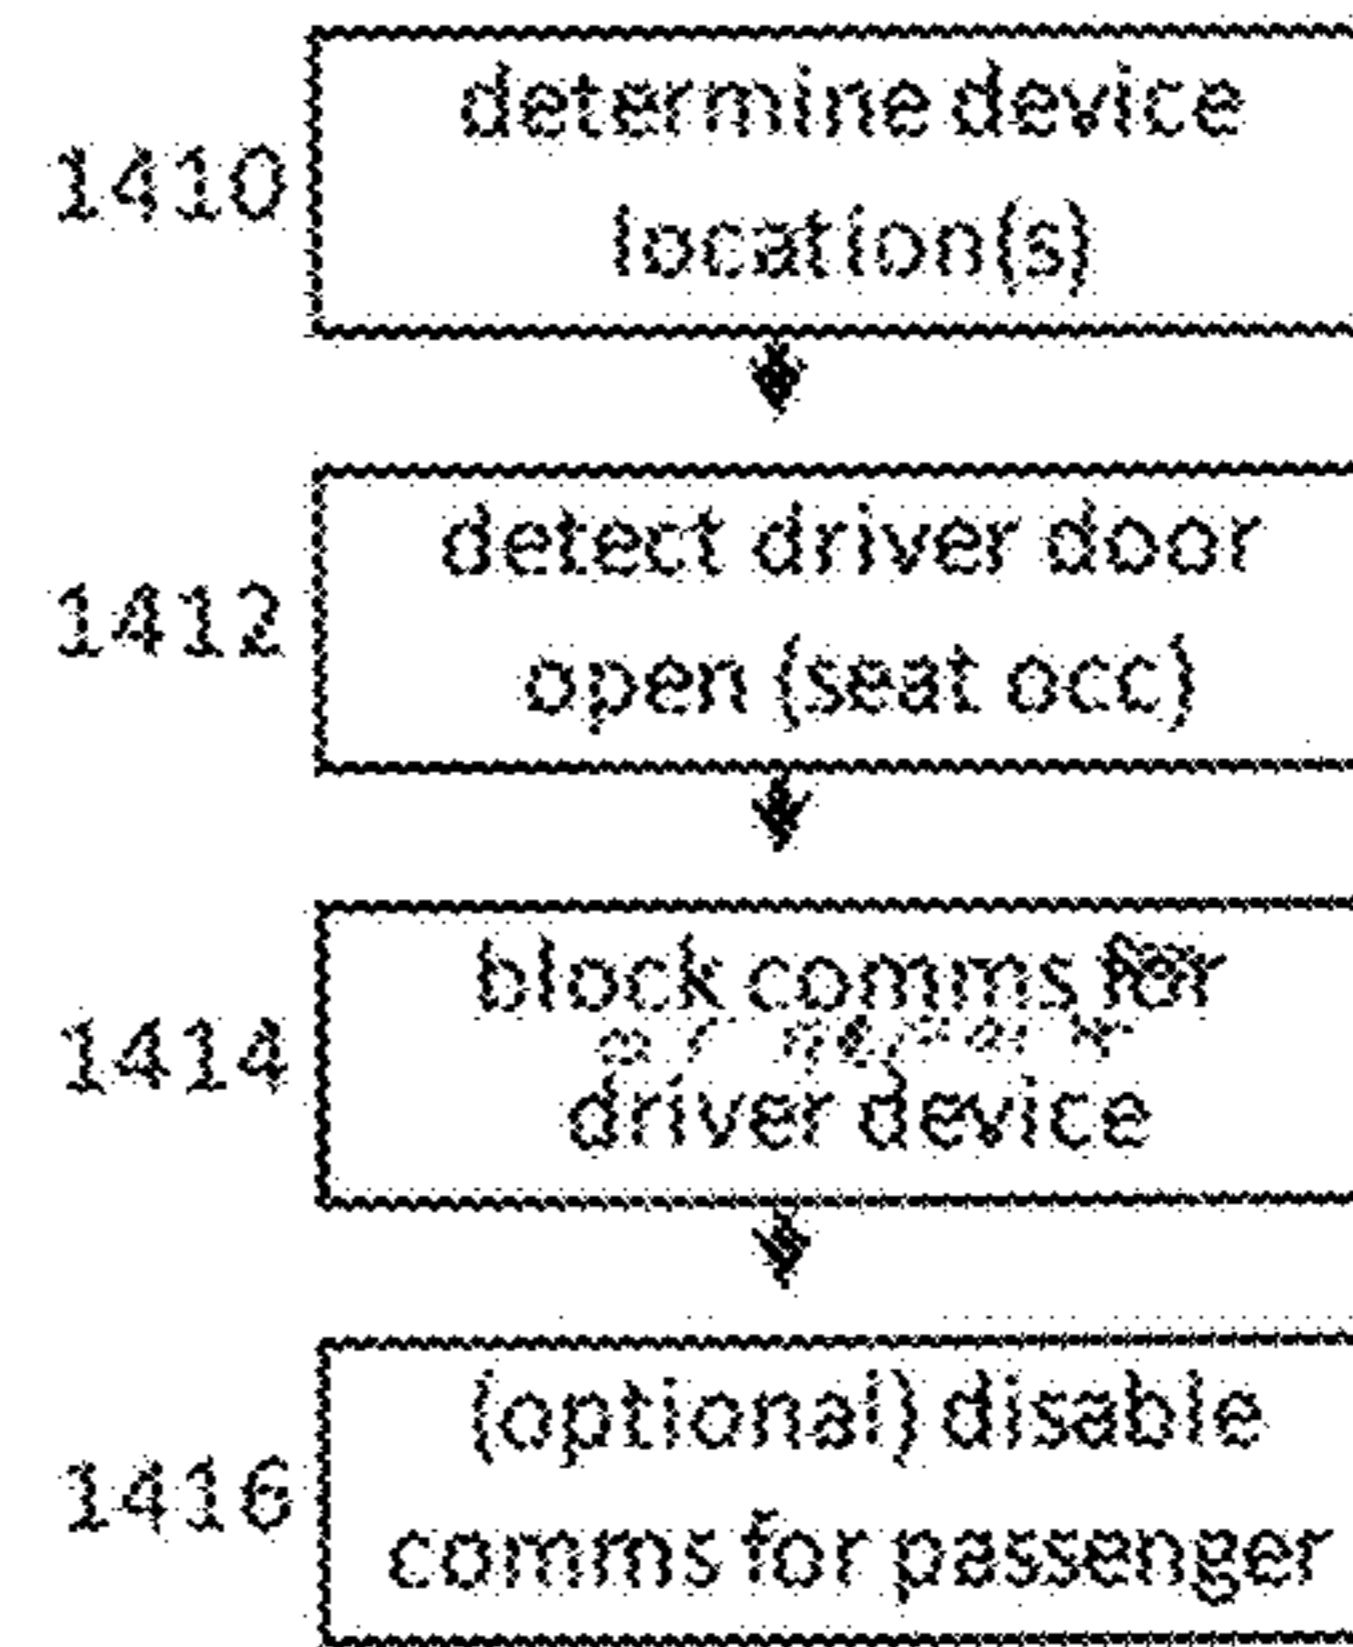 determine device
1410
location(s)
detect driver door
1412
open (seat occ)
block comms for
1414
driver device
(optional) disable
1416
comms for passenger